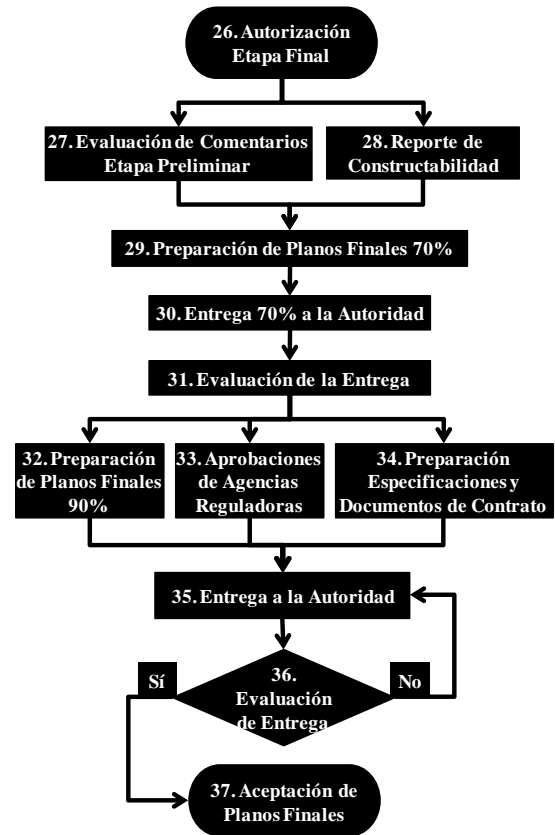 26. Autorización
Etapa Final
27. Evaluación de Comentarios
Etapa Preliminar
28. Reporte de
Constructabilidad
29. Preparación de Planos Finales 70%
30. Entrega 70% a la Autoridad
31. Evaluación de la Entrega
32. Preparación
de Planos Finales
90%
33. Aprobaciones
de Agencias
Reguladoras
34. Preparación
Especificaciones y
Documentos de Contrato
35. Entrega a la Autoridad
Sí
36.
Evaluación
de Entrega
No
37. Aceptación de
Planos Finales